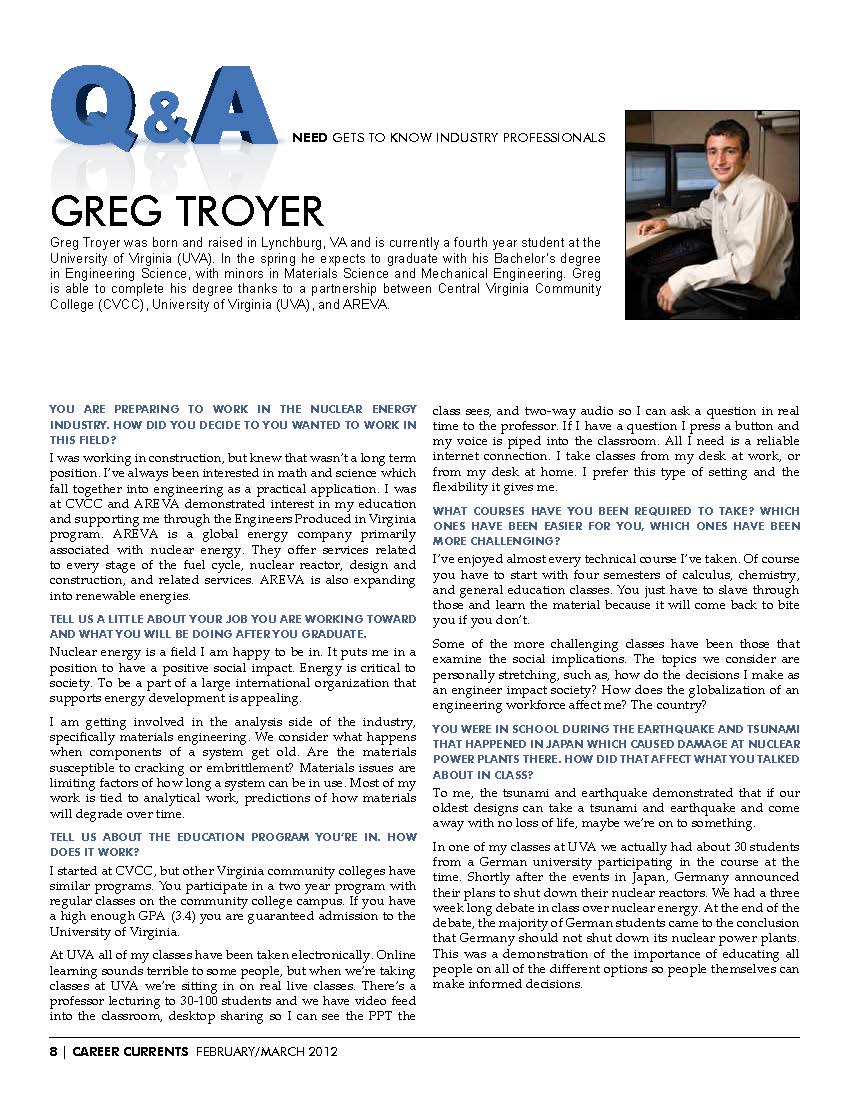 Q&A
NEED GETS TO KNOW INDUSTRY PROFESSIONALS
GREG TROYER
Greg Troyer was born and raised in Lynchburg, VA and is currently a fourth year student at the
University of Virginia (UVA). In the spring he expects to graduate with his Bachelor's degree
in Engineering Science, with minors in Materials Science and Mechanical Engineering. Greg
is able to complete his degree thanks to a partnership between Central Virginia Community
College (CVCC), University of Virginia (UVA), and AREVA.
YOU ARE PREPARING TO WORK IN THE NUCLEAR ENERGY
INDUSTRY. HOW DID YOU DECIDE TO YOU WANTED TO WORK IN
THIS FIELD?
I was working in construction, but knew that wasn't a long term
position. I've always been interested in math and science which
fall together into engineering as a practical application. I was
at CVCC and AREVA demonstrated interest in my education
and supporting me through the Engineers Produced in Virginia
program. AREVA is a global energy company primarily
associated with nuclear energy. They offer services related
to every stage of the fuel cycle, nuclear reactor, design and
construction, and related services. AREVA is also expanding
into renewable energies.
TELL US A LITTLE ABOUT YOUR JOB YOU ARE WORKING TOWARD
AND WHAT YOU WILL BE DOING AFTER YOU GRADUATE.
Nuclear energy is a field I am happy to be in. It puts me in a
position to have a positive social impact. Energy is critical to
society. To be a part of a large international organization that
supports energy development is appealing.
I am getting involved in the analysis side of the industry,
specifically materials engineering. We consider what happens
when components of a system get old. Are the materials
susceptible to cracking or embrittlement? Materials issues are
limiting factors of how long a system can be in use. Most of my
work is tied to analytical work, predictions of how materials
will degrade over time.
TELL US ABOUT THE EDUCATION PROGRAM YOU'RE IN. HOW
DOES IT WORK?
I started at CVCC, but other Virginia community colleges have
similar programs. You participate in a two year program with
regular classes on the community college campus. If you have
a high enough GPA (3.4) you are guaranteed admission to the
University of Virginia.
At UVA all of my classes have been taken electronically. Online
learning sounds terrible to some people, but when we're taking
classes at UVA we're sitting in on real live classes. There's a
professor lecturing to 30-100 students and we have video feed
into the classroom, desktop sharing so I can see the PPT the
class sees, and two-way audio so I can ask a question in real
time to the professor. If I have a question I press a button and
my voice is piped into the classroom. All I need is a reliable
internet connection. I take classes from my desk at work, or
from my desk at home. I prefer this type of setting and the
flexibility it gives me.
WHAT COURSES HAVE YOU BEEN REQUIRED TO TAKE? WHICH
ONES HAVE BEEN EASIER FOR YOU, WHICH ONES HAVE BEEN
MORE CHALLENGING?
I've enjoyed almost every technical course I've taken. Of course
you have to start with four semesters of calculus, chemistry,
and general education classes. You just have to slave through
those and learn the material because it will come back to bite
you if you don't.
Some of the more challenging classes have been those that
examine the social implications. The topics we consider are
personally stretching, such as, how do the decisions I make as
an engineer impact society? How does the globalization of an
engineering workforce affect me? The country?
YOU WERE IN SCHOOL DURING THE EARTHQUAKE AND TSUNAMI
THAT HAPPENED IN JAPAN WHICH CAUSED DAMAGE AT NUCLEAR
POWER PLANTS THERE. HOW DID THAT AFFECT WHAT YOU TALKED
ABOUT IN CLASS?
To me, the tsunami and earthquake demonstrated that if our
oldest designs can take a tsunami and earthquake and come
away with no loss of life, maybe we're on to something.
In one of my classes at UVA we actually had about 30 students
from a German university participating in the course at the
time. Shortly after the events in Japan, Germany announced
their plans to shut down their nuclear reactors. We had a three
week long debate in class over nuclear energy. At the end of the
debate, the majority of German students came to the conclusion
that Germany should not shut down its nuclear power plants.
This was a demonstration of the importance of educating all
people on all of the different options so people themselves can
make informed decisions.
8 | CAREER CURRENTS FEBRUARY/MARCH 2012